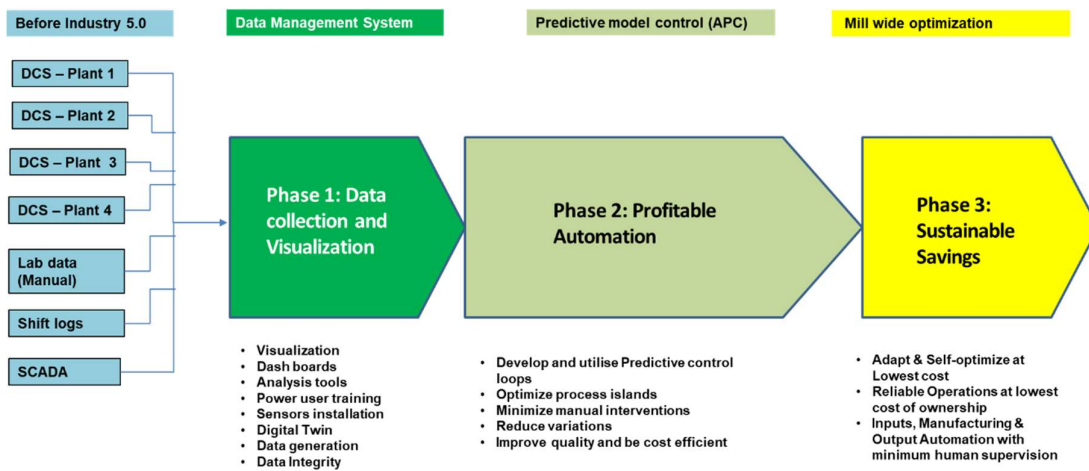 Before Industry 5.0
Data Management System
Predictive model control (APC)
Mill wide optimization
DCS – Plant 1
DCS – Plant 2
DCS – Plant  3
DCS – Plant 4
Lab data
(Manual)
Shift logs
SCADA
Phase 1: Data
collection and
Visualization
Phase 2: Profitable
Automation
Phase 3:
Sustainable
Savings
• Visualization
• Dash boards
• Analysis tools
• Power user training
• Sensors installation
• Digital Twin
• Data generation
• Data Integrity
• Develop and utilise Predictive control
loops
• Optimize process islands
• Minimize manual interventions
• Reduce variations
• Improve quality and be cost efficient
• Adapt & Self-optimize at
Lowest cost
• Reliable Operations at lowest
cost of ownership
• Inputs, Manufacturing &
Output Automation with
minimum human supervision